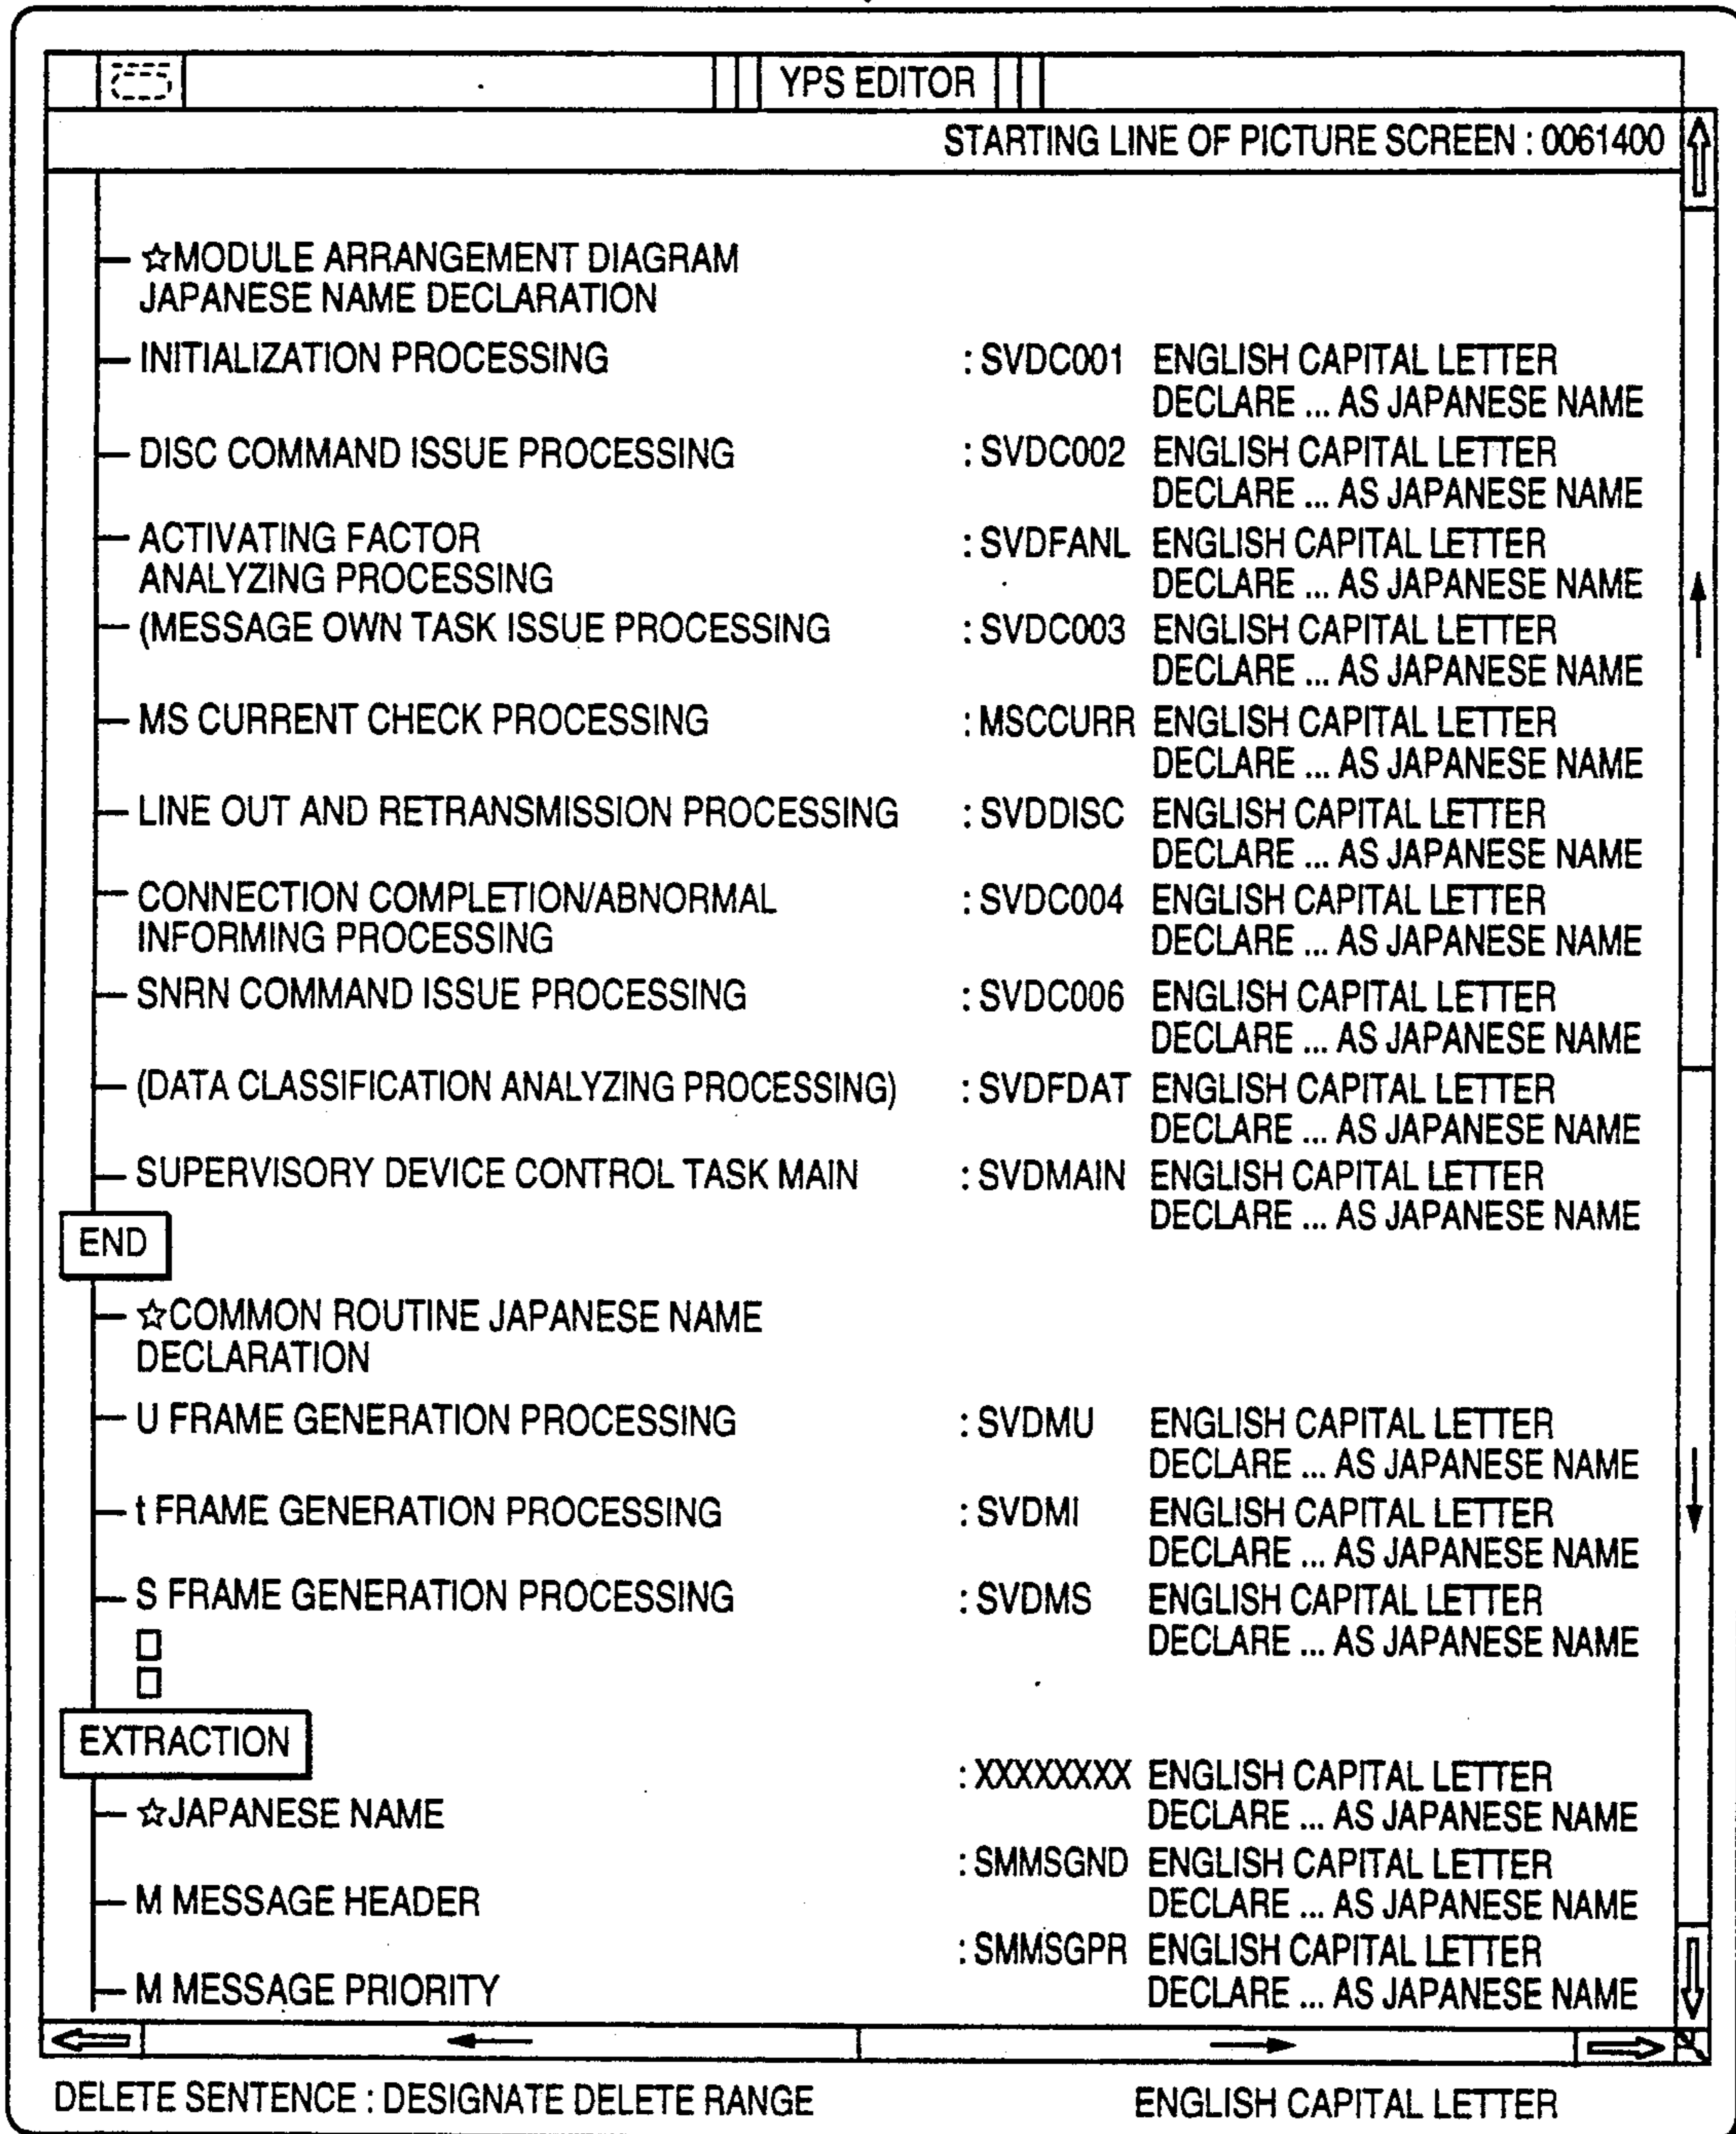 YPS EDITOR
STARTING LINE OF PICTURE SCREEN : 0061400
☆MODULE ARRANGEMENT DIAGRAM
JAPANESE NAME DECLARATION
INITIALIZATION PROCESSING : SVDC001 ENGLISH CAPITAL LETTER
DECLARE ... AS JAPANESE NAME
DISC COMMAND ISSUE PROCESSING : SVDC002 ENGLISH CAPITAL LETTER
DECLARE ... AS JAPANESE NAME
ACTIVATING FACTOR : SVDFANL ENGLISH CAPITAL LETTER
ANALYZING PROCESSING DECLARE ... AS JAPANESE NAME
(MESSAGE OWN TASK ISSUE PROCESSING : SVDC003 ENGLISH CAPITAL LETTER
DECLARE ... AS JAPANESE NAME
MS CURRENT CHECK PROCESSING : MSCCURR ENGLISH CAPITAL LETTER
DECLARE ... AS JAPANESE NAME
LINE OUT AND RETRANSMISSION PROCESSING : SVDDISC ENGLISH CAPITAL LETTER
DECLARE ... AS JAPANESE NAME
CONNECTION COMPLETION/ABNORMAL : SVDC004 ENGLISH CAPITAL LETTER
INFORMING PROCESSING DECLARE ... AS JAPANESE NAME
SNRN COMMAND ISSUE PROCESSING : SVDC006 ENGLISH CAPITAL LETTER
DECLARE ... AS JAPANESE NAME
(DATA CLASSIFICATION ANALYZING PROCESSING) : SVDFDAT ENGLISH CAPITAL LETTER
DECLARE ... AS JAPANESE NAME
SUPERVISORY DEVICE CONTROL TASK MAIN : SVDMAIN ENGLISH CAPITAL LETTER
DECLARE ... AS JAPANESE NAME
END
☆COMMON ROUTINE JAPANESE NAME
DECLARATION
U FRAME GENERATION PROCESSING : SVDMU ENGLISH CAPITAL LETTER
DECLARE ... AS JAPANESE NAME
t FRAME GENERATION PROCESSING : SVDMI ENGLISH CAPITAL LETTER
DECLARE ... AS JAPANESE NAME
S FRAME GENERATION PROCESSING : SVDMS ENGLISH CAPITAL LETTER
DECLARE ... AS JAPANESE NAME
EXTRACTION
: XXXXXXXX ENGLISH CAPITAL LETTER
☆JAPANESE NAME DECLARE ... AS JAPANESE NAME
: SMMSGND ENGLISH CAPITAL LETTER
M MESSAGE HEADER DECLARE ... AS JAPANESE NAME
: SMMSGPR ENGLISH CAPITAL LETTER
M MESSAGE PRIORITY DECLARE ... AS JAPANESE NAME
DELETE SENTENCE : DESIGNATE DELETE RANGE ENGLISH CAPITAL LETTER